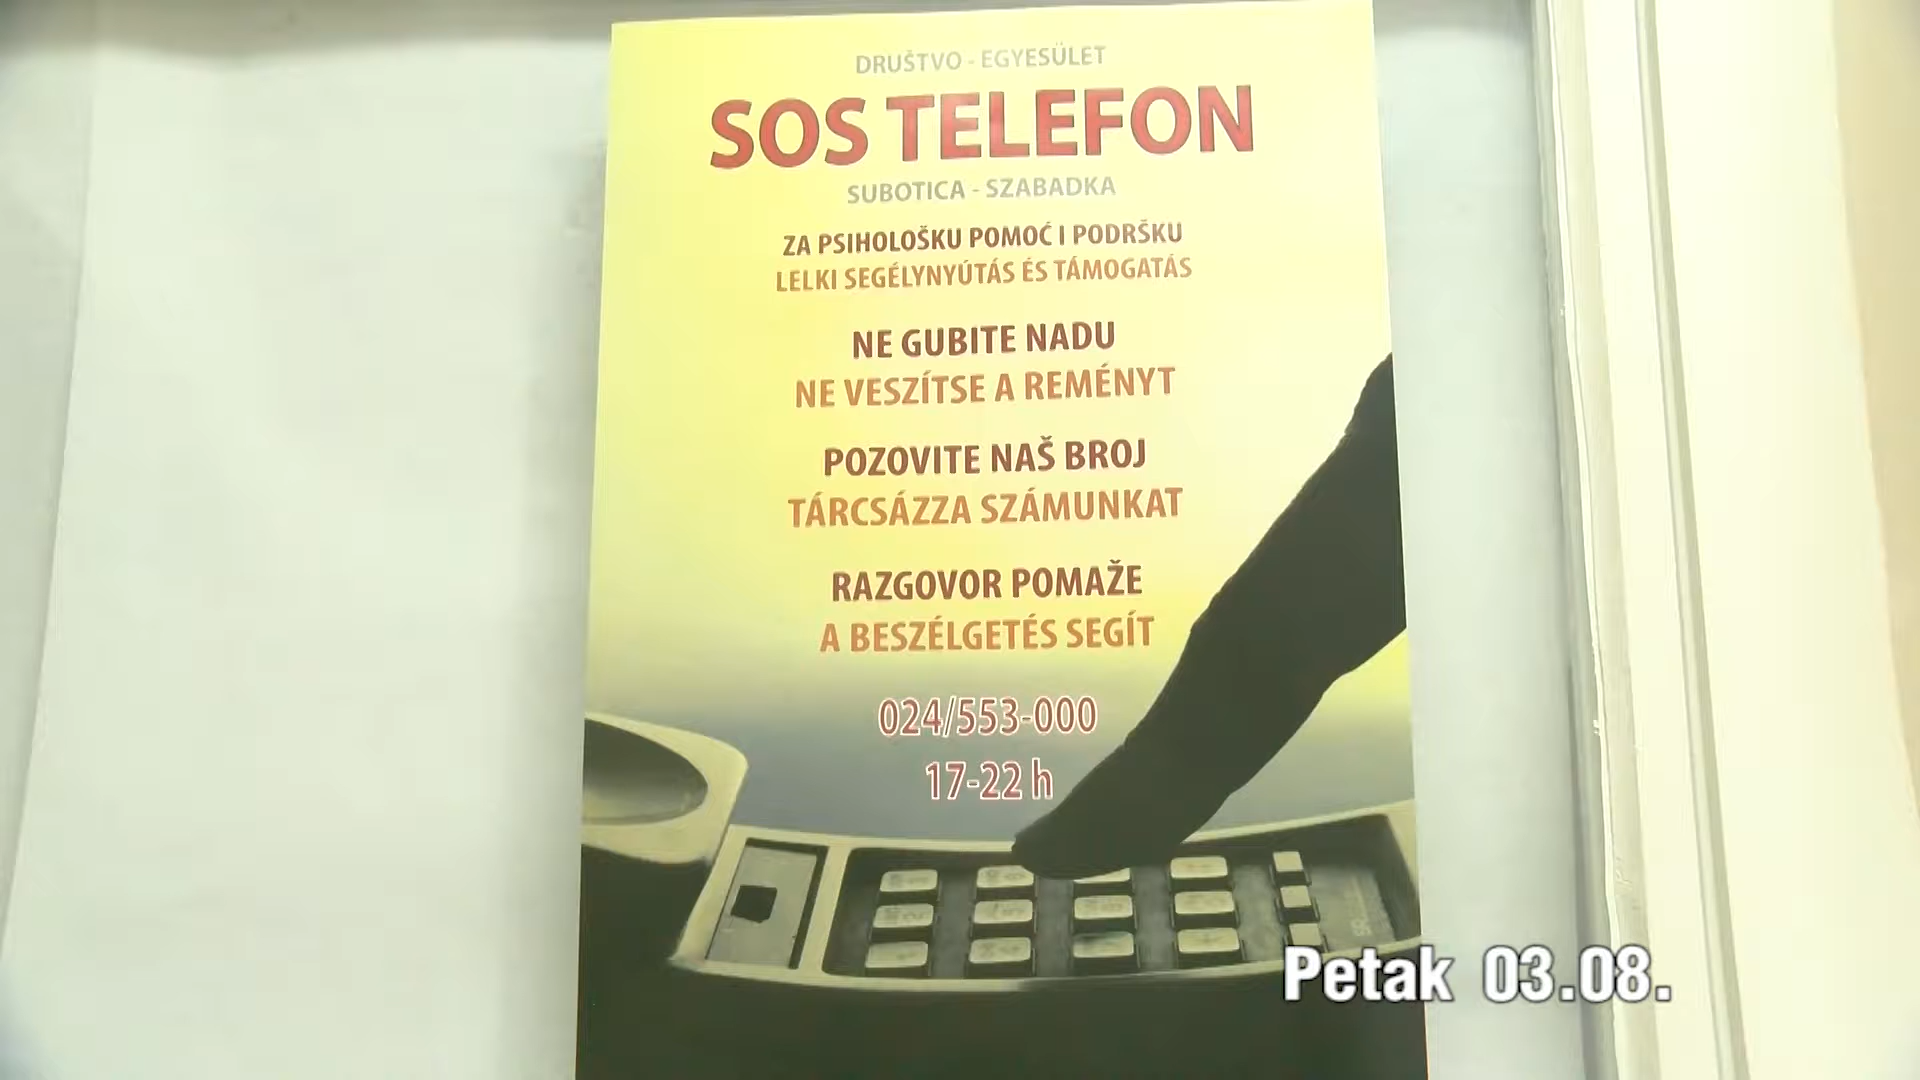 DRUŠTVO - EGYESÜLET
SOS TELEFON
SUBOTICA - SZABADKA
ZA PSIHOLOŠKU POMOĆ I PODRŠKU
LELKI SEGÉLYNYÚTÁS ÉS TÁMOGATÁS
NE GUBITE NADU
NE VESZÍTSE A REMÉNYT
POZOVITE NAŠ BROJ
TÁRCSÁZZA SZÁMUNKAT
RAZGOVOR POMAŽE
A BESZÉLGETÉS SEGÍT
024/553-000
17-22 h
Petak 03.08.